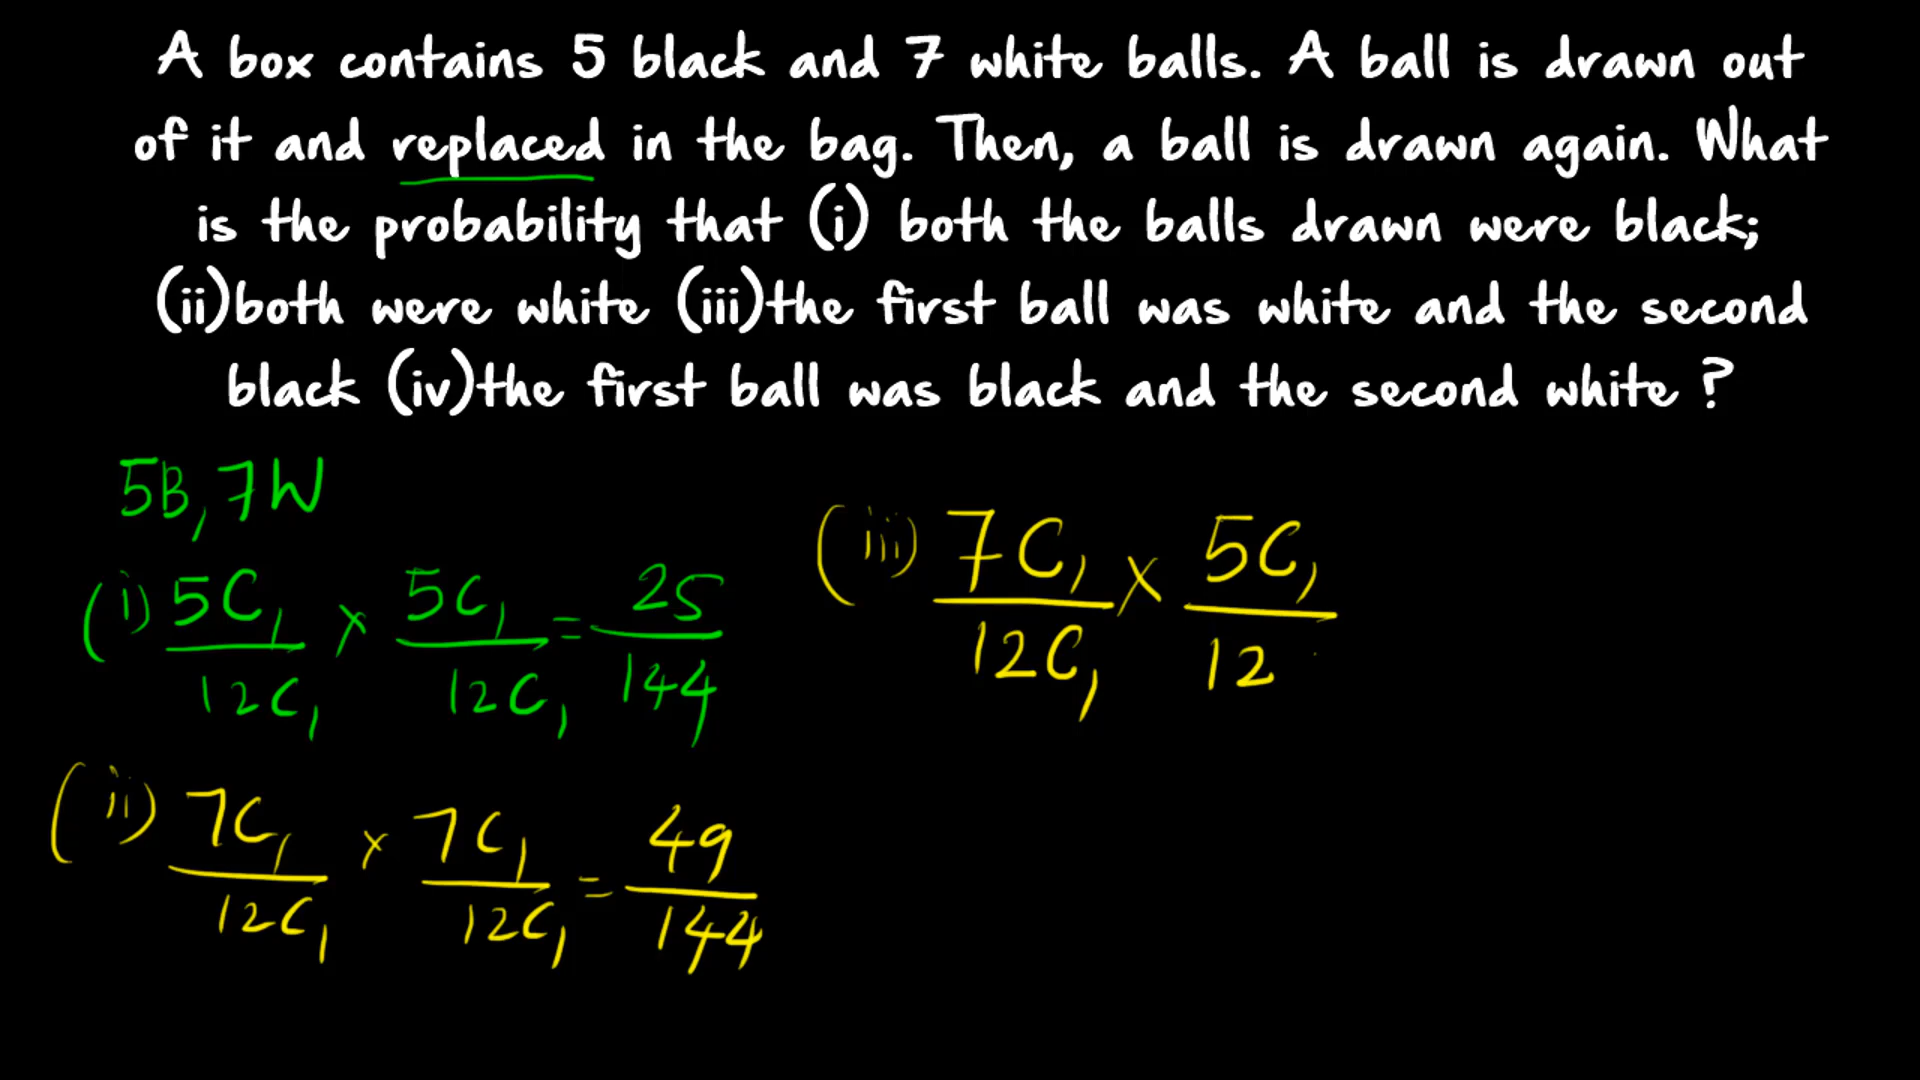 A box contains 5 black and 7 white balls. A ball is drawn out
of it and replaced in the bag. Then, a ball is drawn again. What
is the probability that (i) both the balls drawn were black;
(ii)both were white (iii)the first ball was white and the second
black (iv)the first ball was black and the second white ?
5B, 7W
(i) 5C₁/12C₁ × 5C₁/12C₁ = 25/144
(ii) 7C₁/12C₁ × 7C₁/12C₁ = 49/144
(iii) 7C₁/12C₁ × 5C₁/12